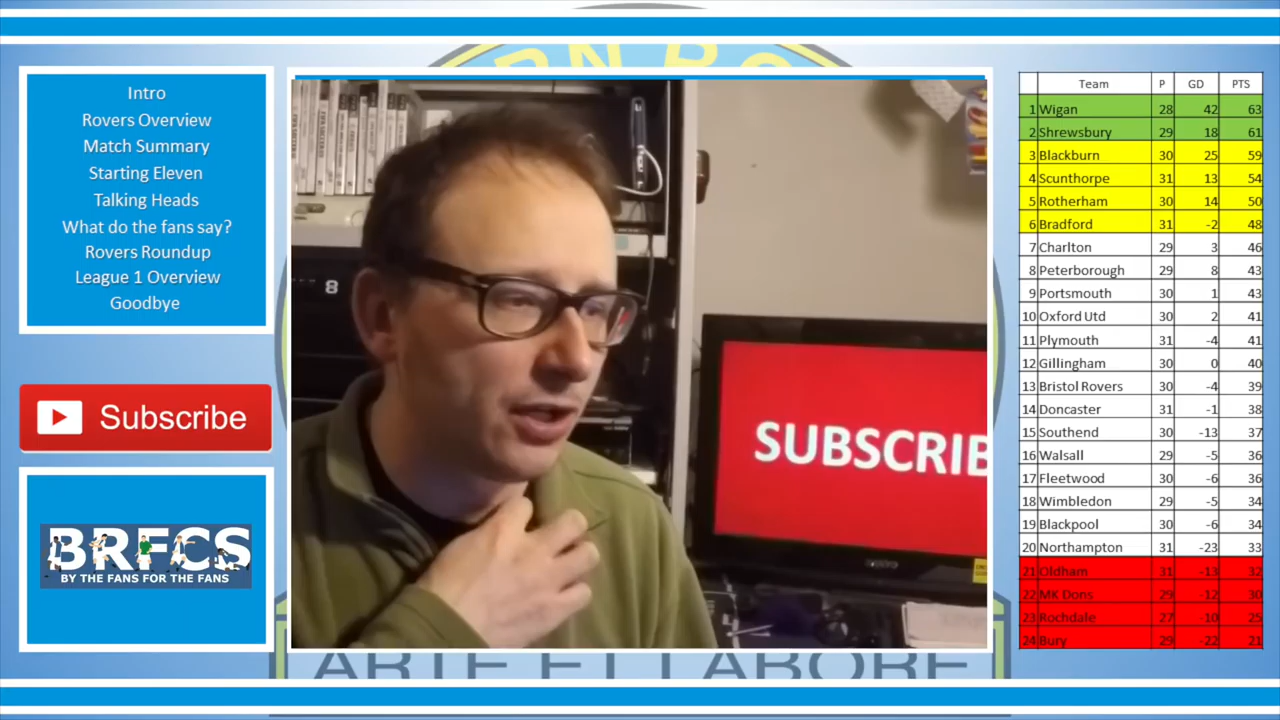 RN RO
Intro
Rovers Overview
Match Summary
Starting Eleven
Talking Heads
What do the fans say?
Rovers Roundup
League 1 Overview
Goodbye
Subscribe
BRFCS
BY THE FANS FOR THE FANS
8
SUBSCRIB
Team P GD PTS
1 Wigan 28 42 63
2 Shrewsbury 29 18 61
3 Blackburn 30 25 59
4 Scunthorpe 31 13 54
5 Rotherham 30 14 50
6 Bradford 31 -2 48
7 Charlton 29 3 46
8 Peterborough 29 8 43
9 Portsmouth 30 1 43
10 Oxford Utd 30 2 41
11 Plymouth 31 -4 41
12 Gillingham 30 0 40
13 Bristol Rovers 30 -4 39
14 Doncaster 31 -1 38
15 Southend 30 -13 37
16 Walsall 29 -5 36
17 Fleetwood 30 -6 36
18 Wimbledon 29 -5 34
19 Blackpool 30 -6 34
20 Northampton 31 -23 33
21 Oldham 31 -13 32
22 MK Dons 29 -12 30
23 Rochdale 27 -10 25
24 Bury 29 -22 21
ARTE ET LABORE